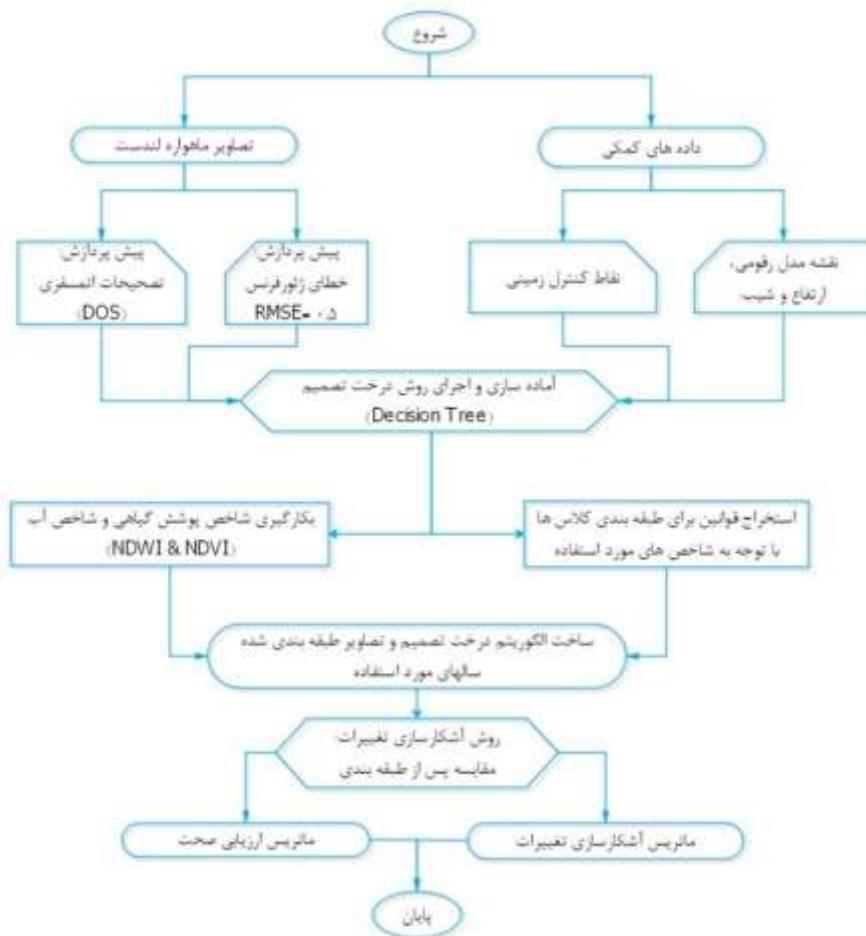 شروع
داده های کمکی
تصاویر ماهواره لندست
نقشه مدل رقومی،
ارتفاع و شیب
نقاط کنترل زمینی
پیش پردازش:
خطای ژئورفرنس
RMSE= ۰.۵
پیش پردازش:
تصحیحات اتمسفری
(DOS)
آماده سازی و اجرای روش درخت تصمیم
(Decision Tree)
استخراج قوانین برای طبقه بندی کلاس ها
با توجه به شاخص های مورد استفاده
بکارگیری شاخص پوشش گیاهی و شاخص آب
(NDWI & NDVI)
ساخت الگوریتم درخت تصمیم و تصاویر طبقه بندی شده
سالهای مورد استفاده
روش آشکارسازی تغییرات:
مقایسه پس از طبقه بندی
ماتریس آشکارسازی تغییرات
ماتریس ارزیابی صحت
پایان